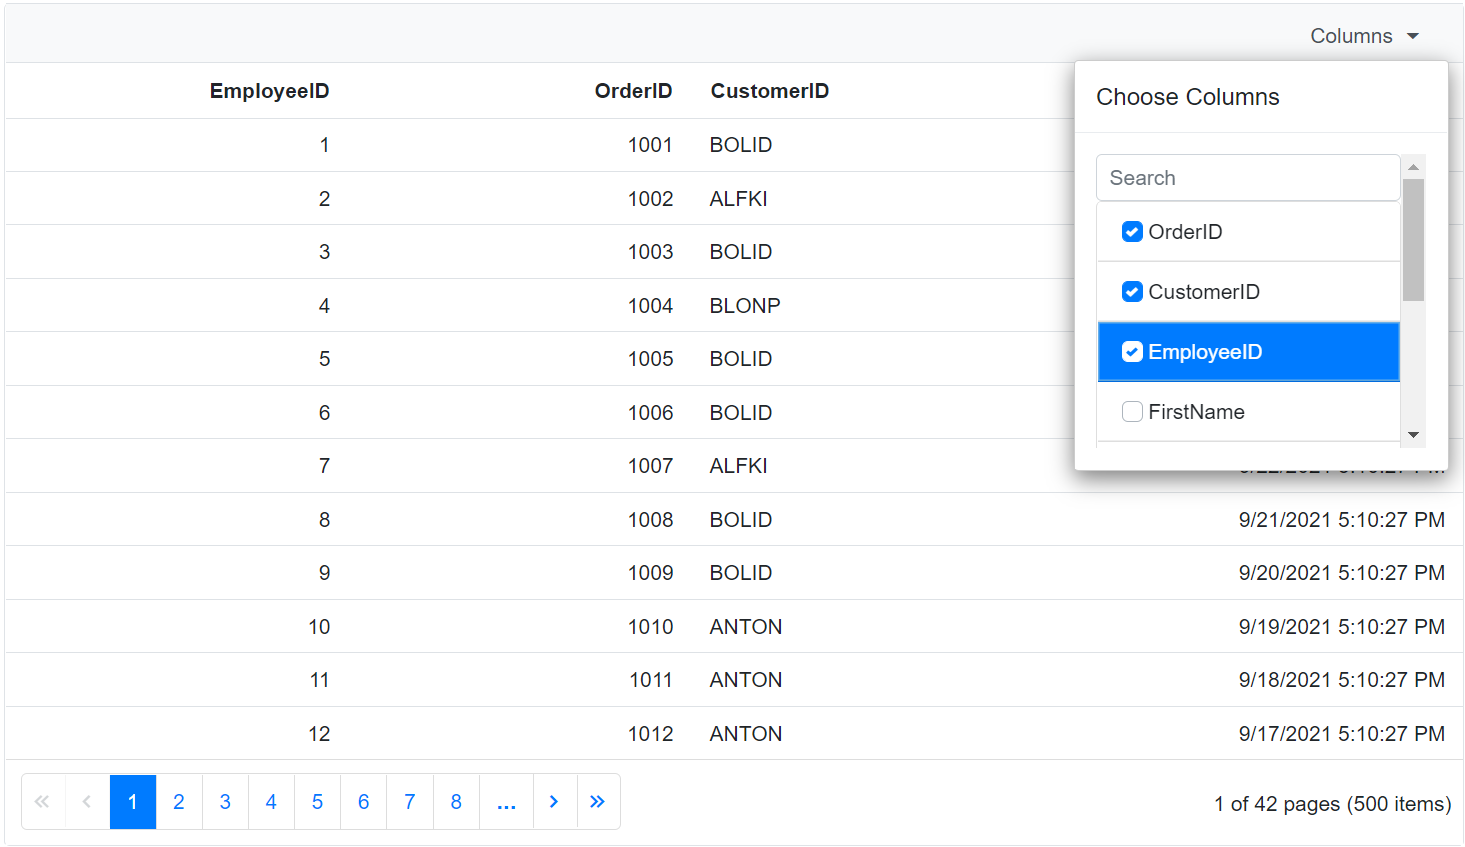 Columns
EmployeeID OrderID CustomerID
Choose Columns
Search
OrderID
CustomerID
EmployeeID
FirstName
1 1001 BOLID
2 1002 ALFKI
3 1003 BOLID
4 1004 BLONP
5 1005 BOLID
6 1006 BOLID
7 1007 ALFKI
8 1008 BOLID 9/21/2021 5:10:27 PM
9 1009 BOLID 9/20/2021 5:10:27 PM
10 1010 ANTON 9/19/2021 5:10:27 PM
11 1011 ANTON 9/18/2021 5:10:27 PM
12 1012 ANTON 9/17/2021 5:10:27 PM
1 2 3 4 5 6 7 8 ... 1 of 42 pages (500 items)